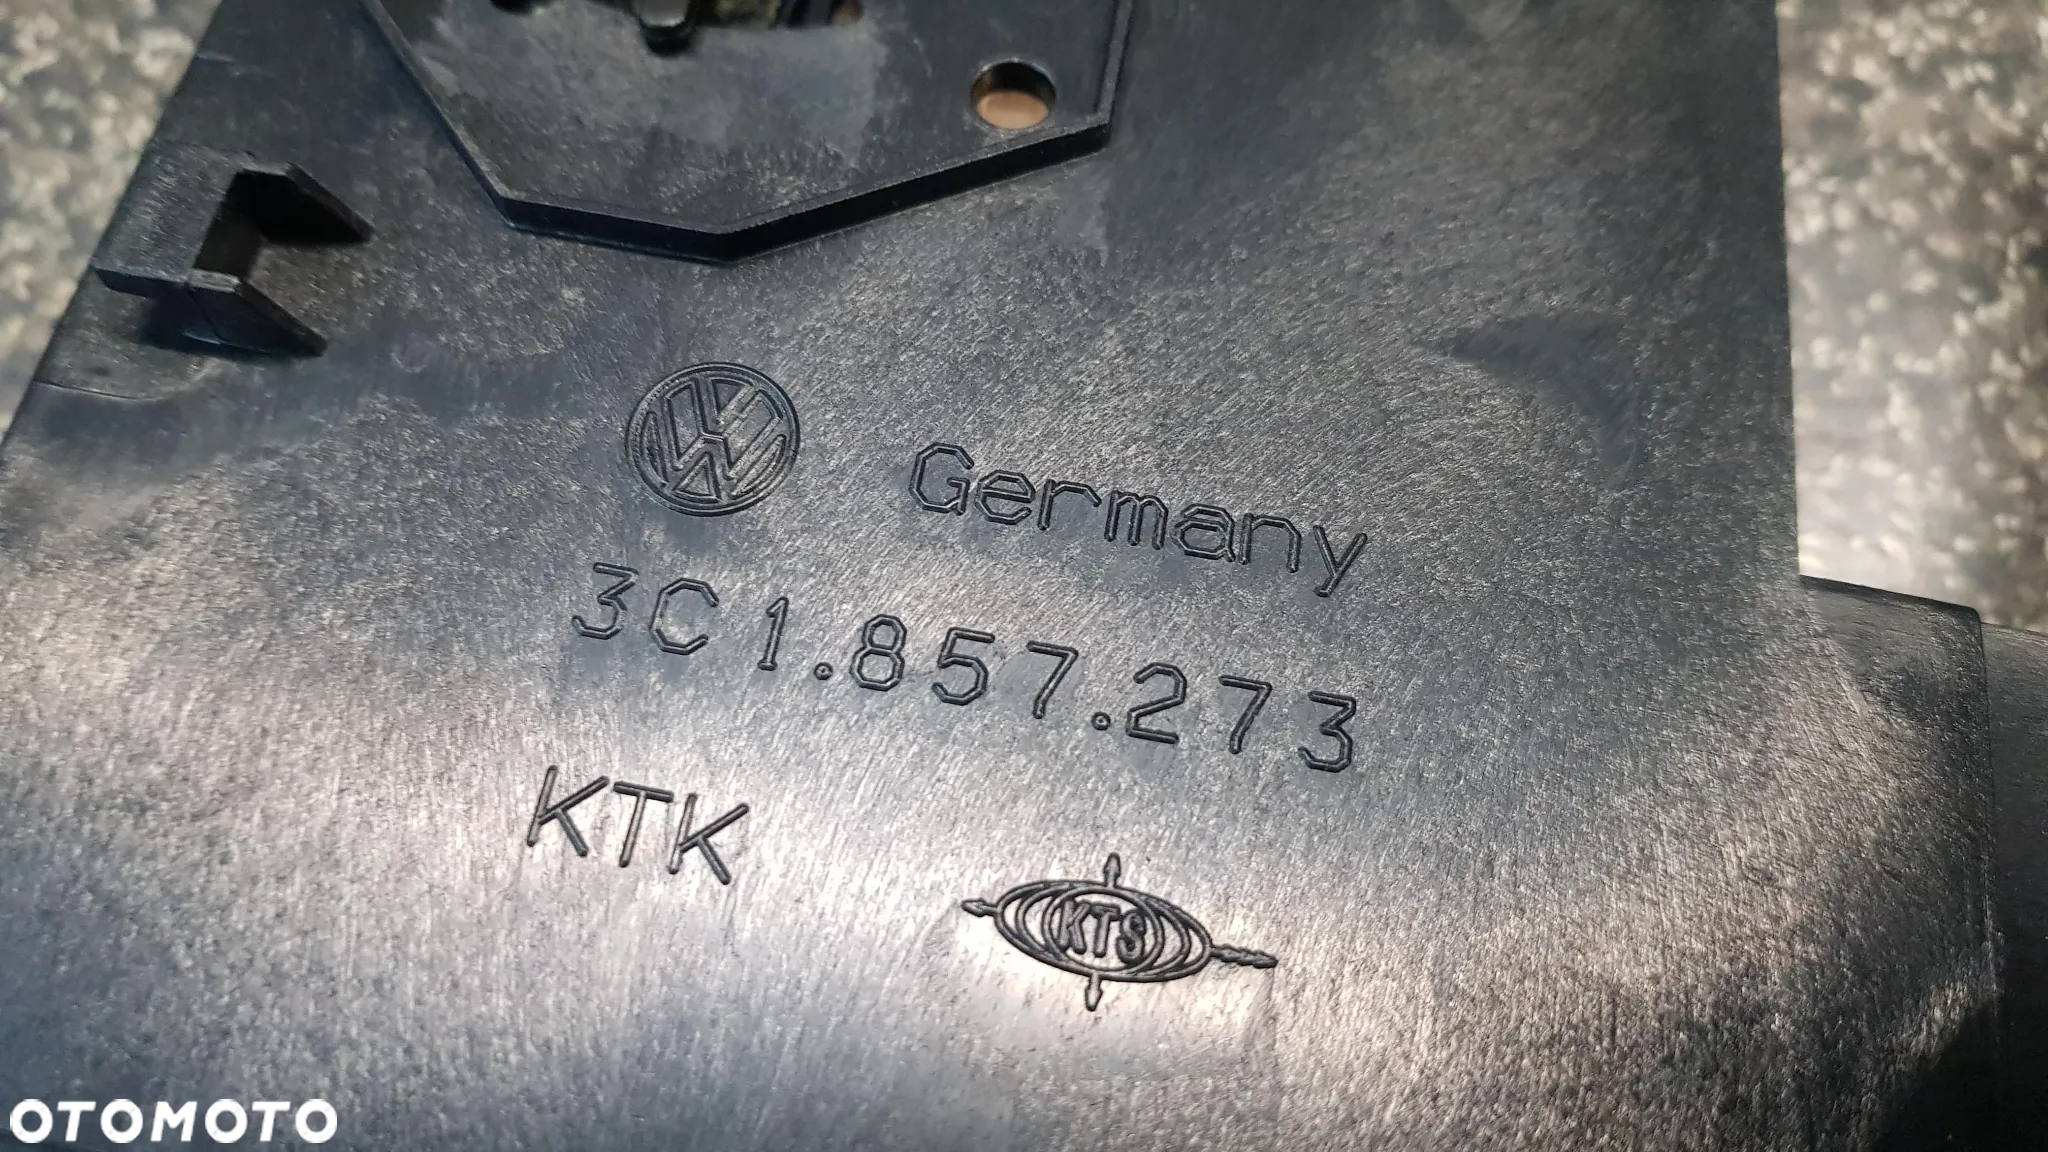 Germany
3C1.857.273
KTK
KTS
OTOMOTO